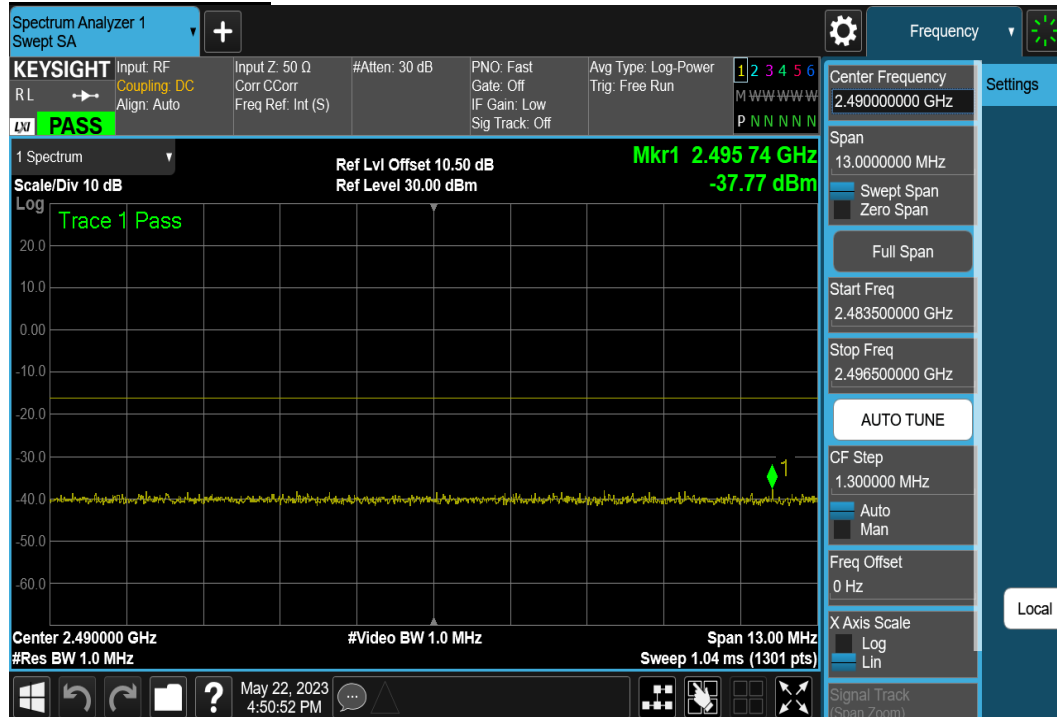 Spectrum Analyzer 1
Swept SA
+
Frequency
KEYSIGHT
RL
LXI PASS
Input: RF
Coupling: DC
Align: Auto
Input Z: 50 Ω
Corr CCorr
Freq Ref: Int (S)
#Atten: 30 dB
PNO: Fast
Gate: Off
IF Gain: Low
Sig Track: Off
Avg Type: Log-Power
Trig: Free Run
1 2 3 4 5 6
M W W W W W
P N N N N N
1 Spectrum
Scale/Div 10 dB
Log
Ref Lvl Offset 10.50 dB
Ref Level 30.00 dBm
Mkr1 2.495 74 GHz
-37.77 dBm
Trace 1 Pass
20.0
10.0
0.00
-10.0
-20.0
-30.0
-40.0
-50.0
-60.0
1
Center 2.490000 GHz
#Res BW 1.0 MHz
#Video BW 1.0 MHz
Span 13.00 MHz
Sweep 1.04 ms (1301 pts)
Center Frequency
2.490000000 GHz
Span
13.0000000 MHz
Swept Span
Zero Span
Full Span
Start Freq
2.483500000 GHz
Stop Freq
2.496500000 GHz
AUTO TUNE
CF Step
1.300000 MHz
Auto
Man
Freq Offset
0 Hz
X Axis Scale
Log
Lin
Signal Track
(Span Zoom)
Settings
Local
?
May 22, 2023
4:50:52 PM